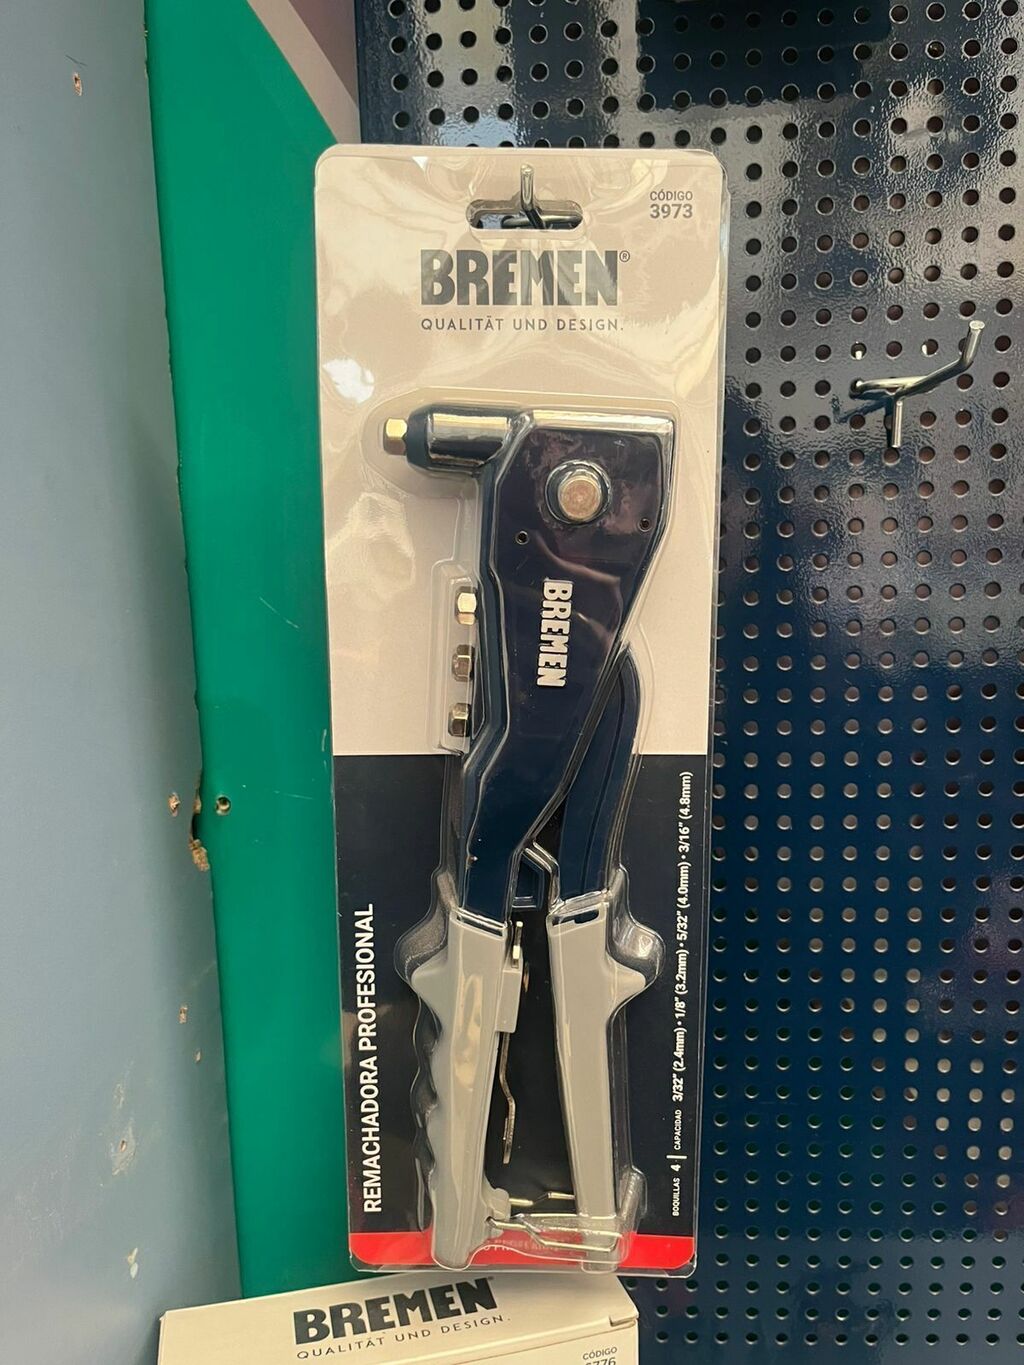 CÓDIGO
3973
BREMEN®
QUALITÄT UND DESIGN.
BREMEN
REMACHADORA PROFESIONAL
BOQUILLAS 4 | CAPACIDAD 3/32" (2.4mm) • 1/8" (3.2mm) • 5/32" (4.0mm) • 3/16" (4.8mm)
BREMEN
QUALITÄT UND DESIGN.
CÓDIGO